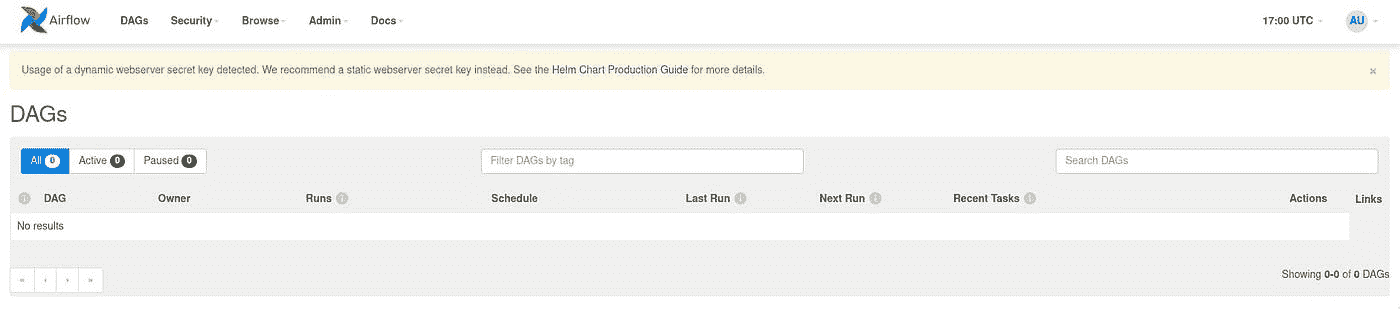 Airflow DAGs Security Browse Admin Docs 17:00 UTC AU
Usage of a dynamic webserver secret key detected. We recommend a static webserver secret key instead. See the Helm Chart Production Guide for more details. ×
DAGs
All 0 Active 0 Paused 0 Filter DAGs by tag Search DAGs
i DAG Owner Runs i Schedule Last Run i Next Run i Recent Tasks i Actions Links
No results
« ‹ › » Showing 0-0 of 0 DAGs